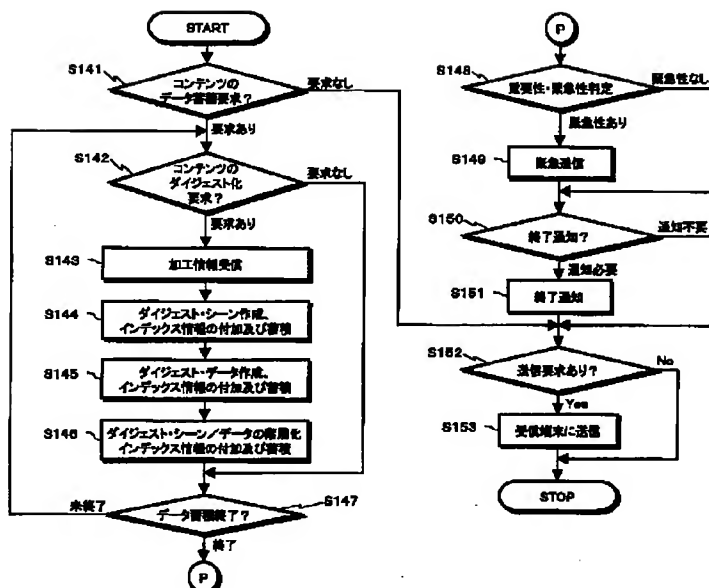 START
S141
コンテンツの
データ蓄積要求?
要求なし
要求あり
S142
コンテンツの
ダイジェスト化
要求?
要求なし
要求あり
S143
加工情報受信
S144
ダイジェスト・シーン作成、
インデックス情報の付加及び蓄積
S145
ダイジェスト・データ作成、
インデックス情報の付加及び蓄積
S146
ダイジェスト・シーン/データの階層化
インデックス情報の付加及び蓄積
未終了
データ蓄積終了?
S147
終了
P
P
S148
重要性・緊急性判定
緊急性なし
緊急性あり
S149
緊急送信
S150
終了通知?
通知不要
通知必要
S151
終了通知
S152
送信要求あり?
No
Yes
S153
受信端末に送信
STOP